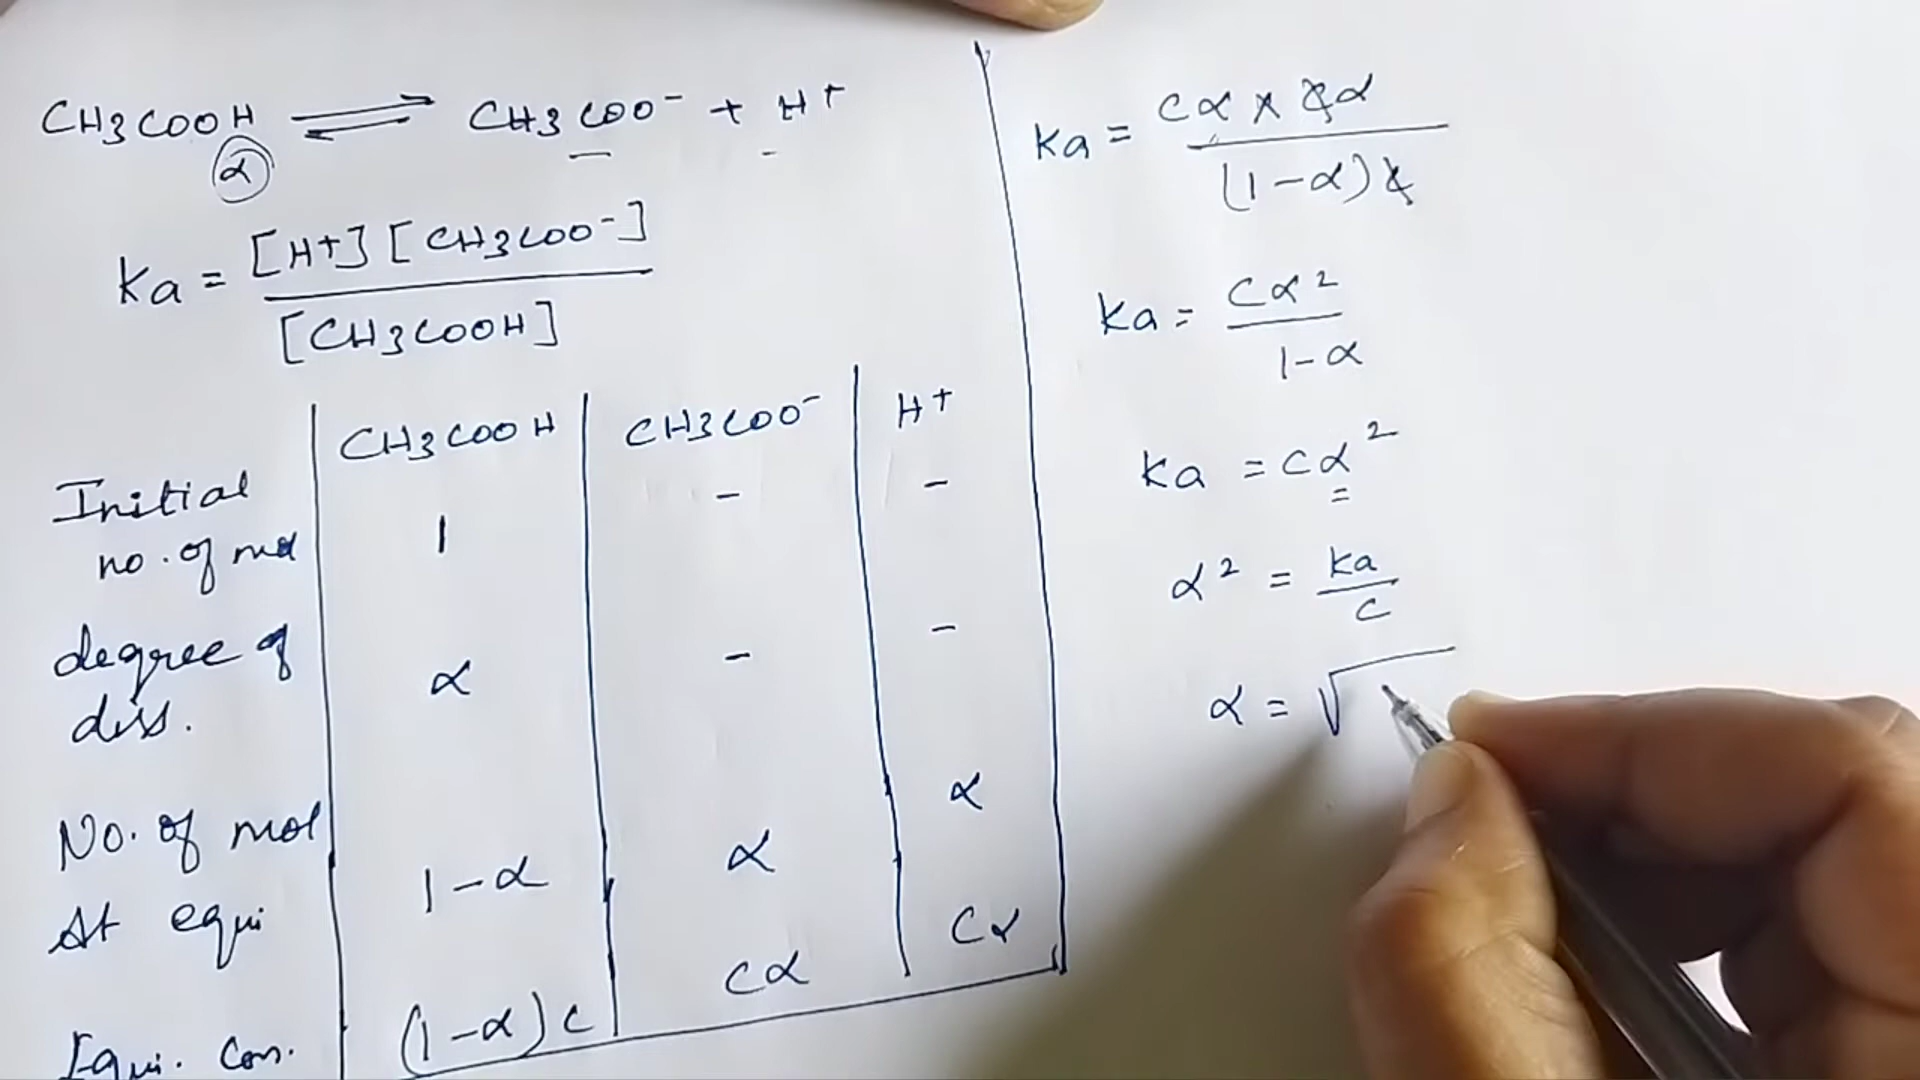 CH3COOH ⇌ CH3COO⁻ + H⁺
α
Ka = [H+][CH3COO⁻]
[CH3COOH]
CH3COOH CH3COO⁻ H⁺
Initial
no. of mol 1 - -
degree of
diss. α - -
No. of mol
At equi 1-α α α
Equi. Con. (1-α)C Cα Cα
Ka = Cα × Cα
(1-α)C
Ka = Cα²
1-α
Ka = Cα²
α² = Ka
C
α = √